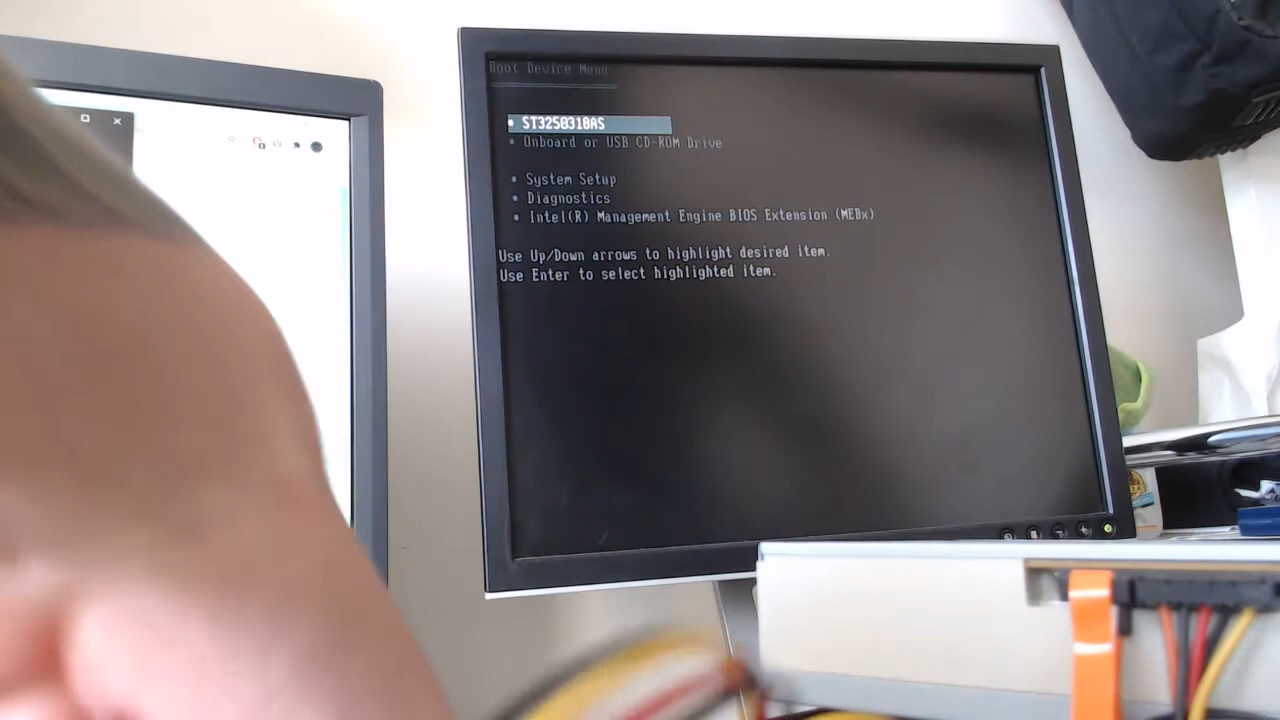 Boot Device Menu
* ST3250318AS
* Onboard or USB CD-ROM Drive
* System Setup
* Diagnostics
* Intel(R) Management Engine BIOS Extension (MEBx)
Use Up/Down arrows to highlight desired item.
Use Enter to select highlighted item.